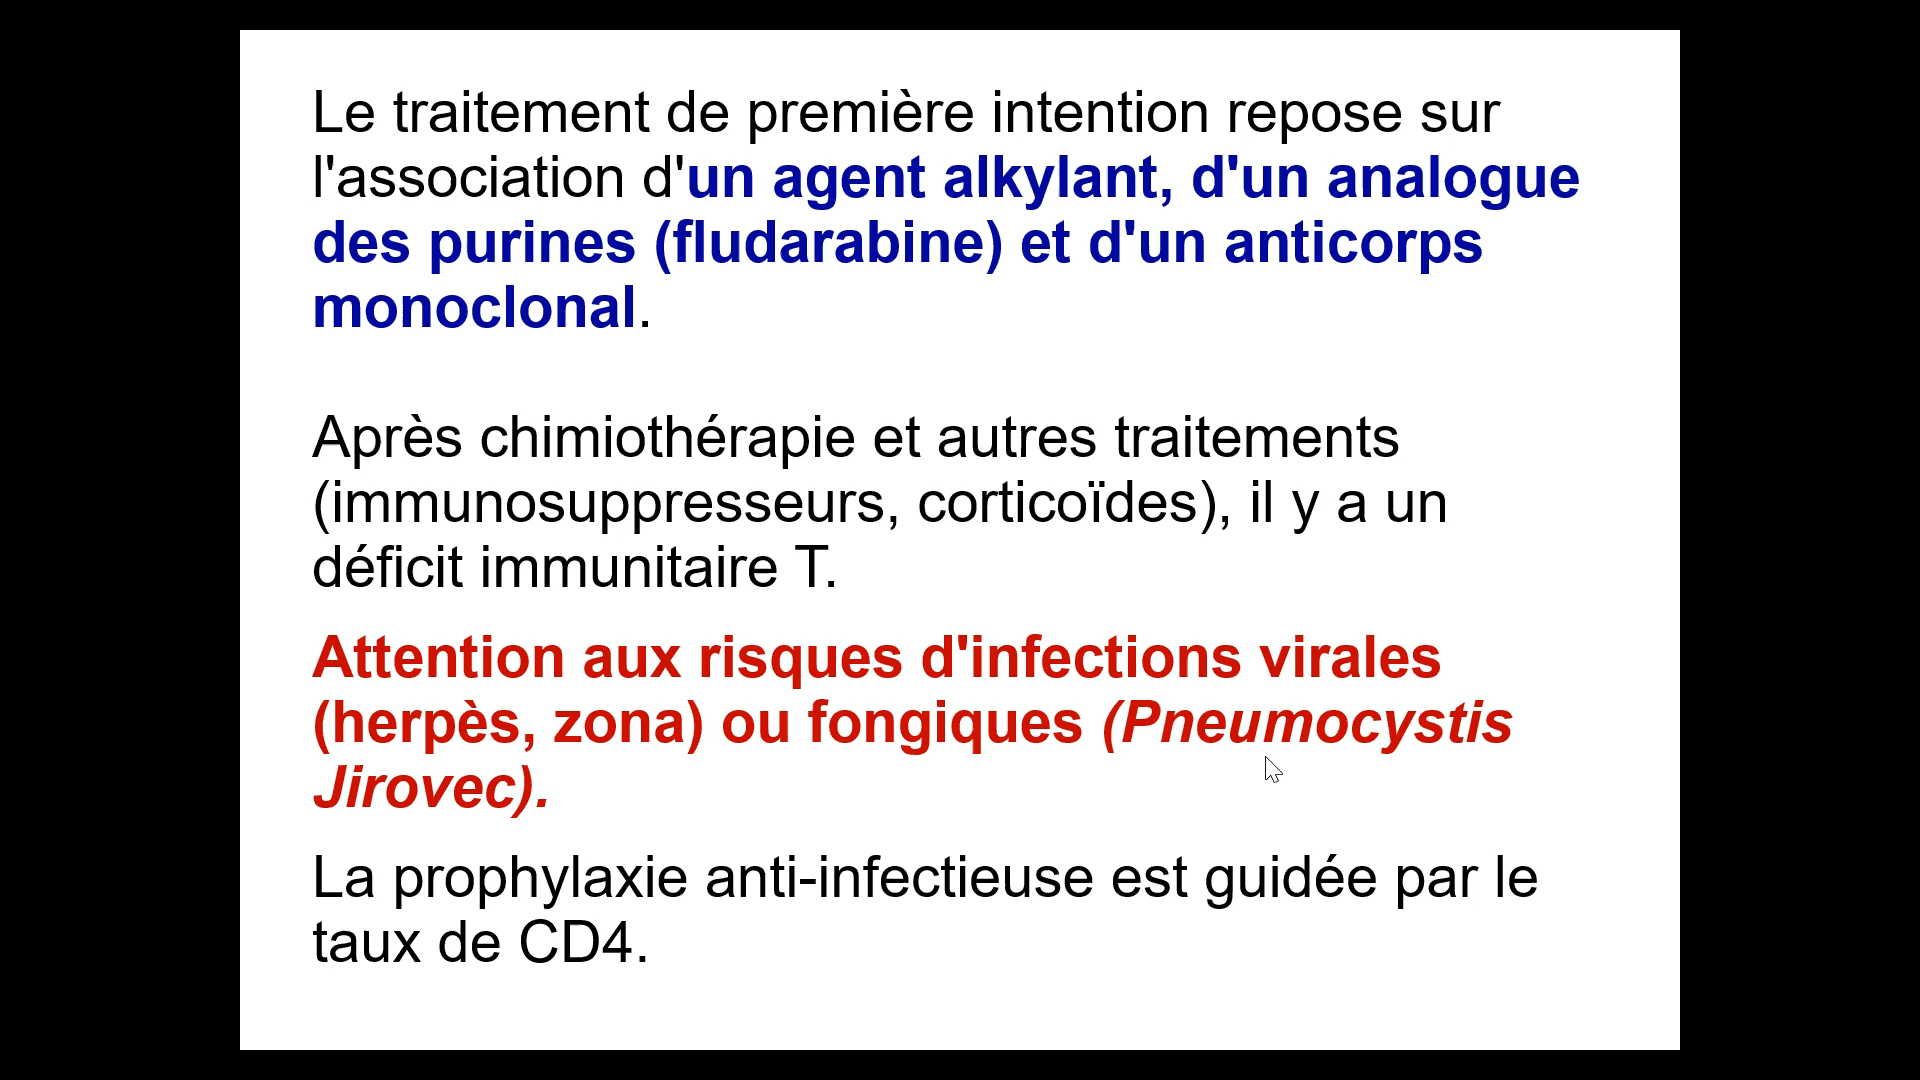 Le traitement de première intention repose sur
l'association d'un agent alkylant, d'un analogue
des purines (fludarabine) et d'un anticorps
monoclonal.
Après chimiothérapie et autres traitements
(immunosuppresseurs, corticoïdes), il y a un
déficit immunitaire T.
Attention aux risques d'infections virales
(herpès, zona) ou fongiques (Pneumocystis
Jirovec).
La prophylaxie anti-infectieuse est guidée par le
taux de CD4.